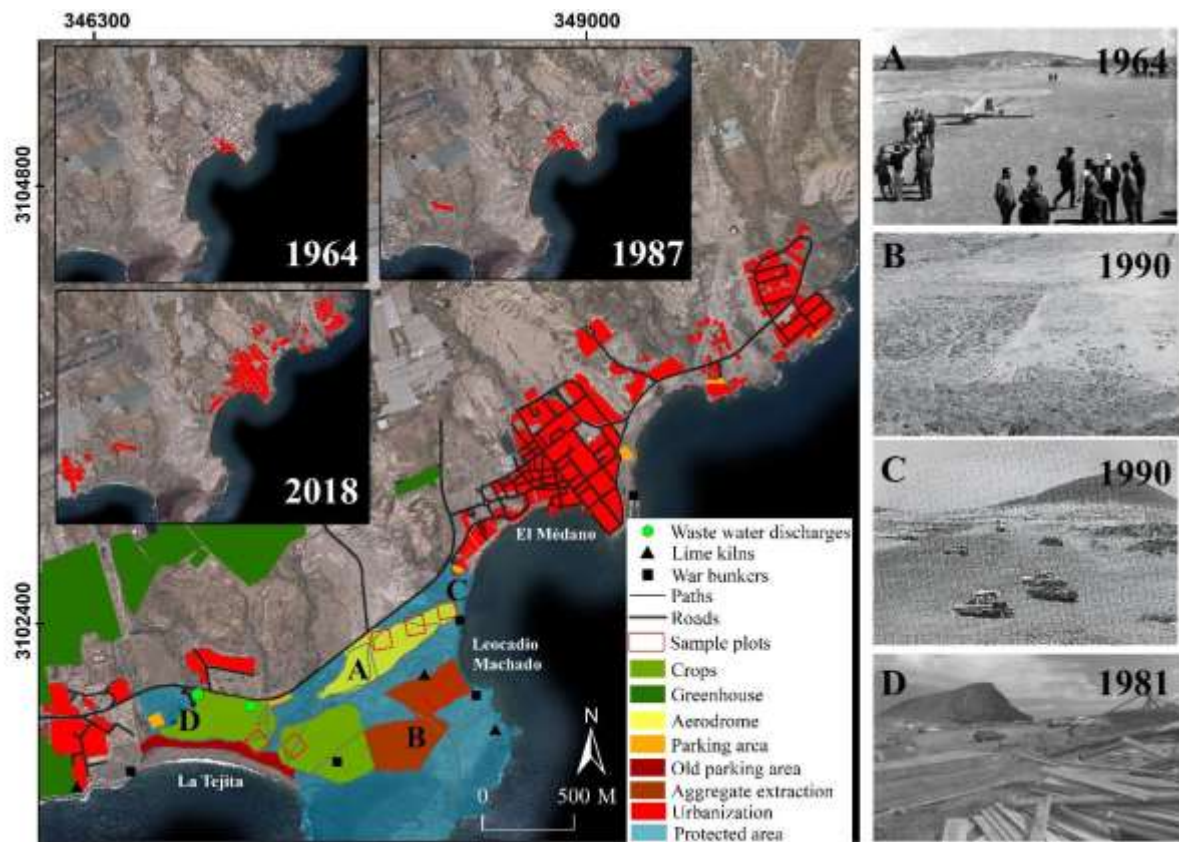 346300
349000
3104800
3102400
1964
1987
2018
El Médano
C
Leocadio
Machado
A
D
B
La Tejita
N
0 500 M
Waste water discharges
Lime kilns
War bunkers
Paths
Roads
Sample plots
Crops
Greenhouse
Aerodrome
Parking area
Old parking area
Aggregate extraction
Urbanization
Protected area
A 1964
B 1990
C 1990
D 1981